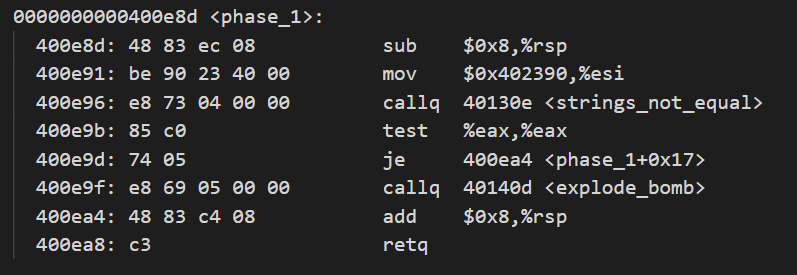 0000000000400e8d <phase_1>:
400e8d: 48 83 ec 08 sub $0x8,%rsp
400e91: be 90 23 40 00 mov $0x402390,%esi
400e96: e8 73 04 00 00 callq 40130e <strings_not_equal>
400e9b: 85 c0 test %eax,%eax
400e9d: 74 05 je 400ea4 <phase_1+0x17>
400e9f: e8 69 05 00 00 callq 40140d <explode_bomb>
400ea4: 48 83 c4 08 add $0x8,%rsp
400ea8: c3 retq